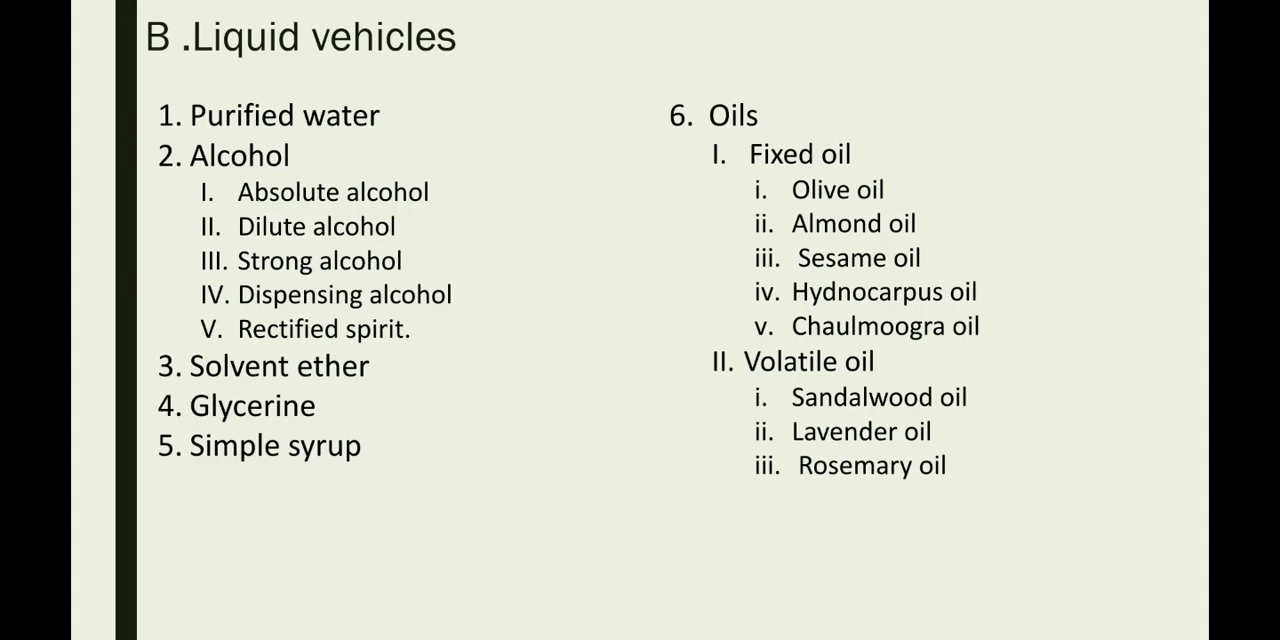 B .Liquid vehicles
1. Purified water
2. Alcohol
I. Absolute alcohol
II. Dilute alcohol
III. Strong alcohol
IV. Dispensing alcohol
V. Rectified spirit.
3. Solvent ether
4. Glycerine
5. Simple syrup
6. Oils
I. Fixed oil
i. Olive oil
ii. Almond oil
iii. Sesame oil
iv. Hydnocarpus oil
v. Chaulmoogra oil
II. Volatile oil
i. Sandalwood oil
ii. Lavender oil
iii. Rosemary oil